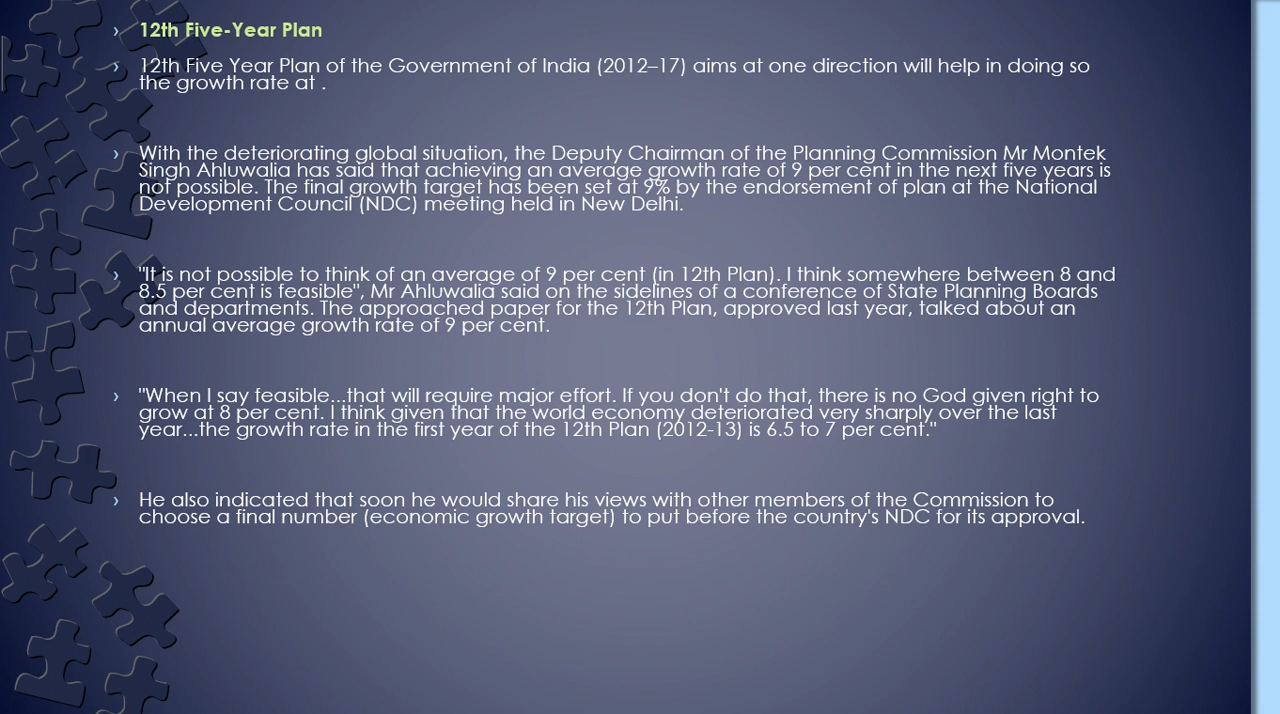 12th Five-Year Plan
12th Five Year Plan of the Government of India (2012–17) aims at one direction will help in doing so
the growth rate at .
With the deteriorating global situation, the Deputy Chairman of the Planning Commission Mr Montek
Singh Ahluwalia has said that achieving an average growth rate of 9 per cent in the next five years is
not possible. The final growth target has been set at 9% by the endorsement of plan at the National
Development Council (NDC) meeting held in New Delhi.
"It is not possible to think of an average of 9 per cent (in 12th Plan). I think somewhere between 8 and
8.5 per cent is feasible", Mr Ahluwalia said on the sidelines of a conference of State Planning Boards
and departments. The approached paper for the 12th Plan, approved last year, talked about an
annual average growth rate of 9 per cent.
"When I say feasible...that will require major effort. If you don't do that, there is no God given right to
grow at 8 per cent. I think given that the world economy deteriorated very sharply over the last
year...the growth rate in the first year of the 12th Plan (2012-13) is 6.5 to 7 per cent."
He also indicated that soon he would share his views with other members of the Commission to
choose a final number (economic growth target) to put before the country's NDC for its approval.